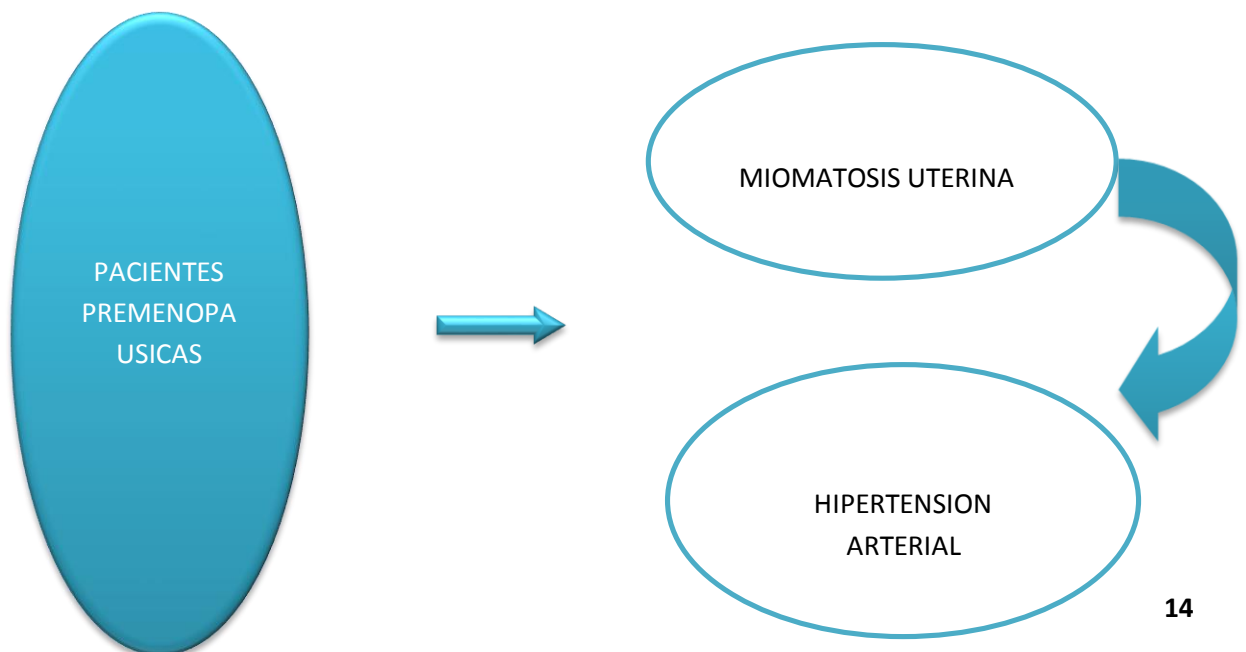 PACIENTES
PREMENOPA
USICAS
MIOMATOSIS UTERINA
HIPERTENSION
ARTERIAL
14